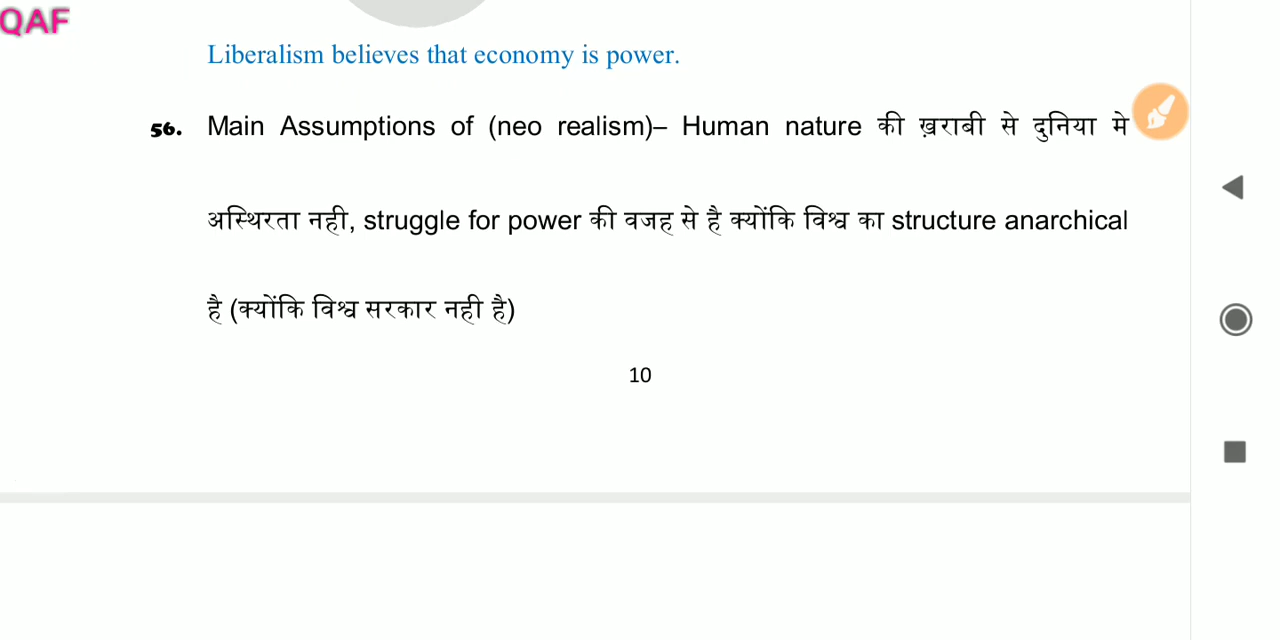 QAF
Liberalism believes that economy is power.
56. Main Assumptions of (neo realism)– Human nature की ख़राबी से दुनिया मे
अस्थिरता नही, struggle for power की वजह से है क्योंकि विश्व का structure anarchical
है (क्योंकि विश्व सरकार नही है)
10